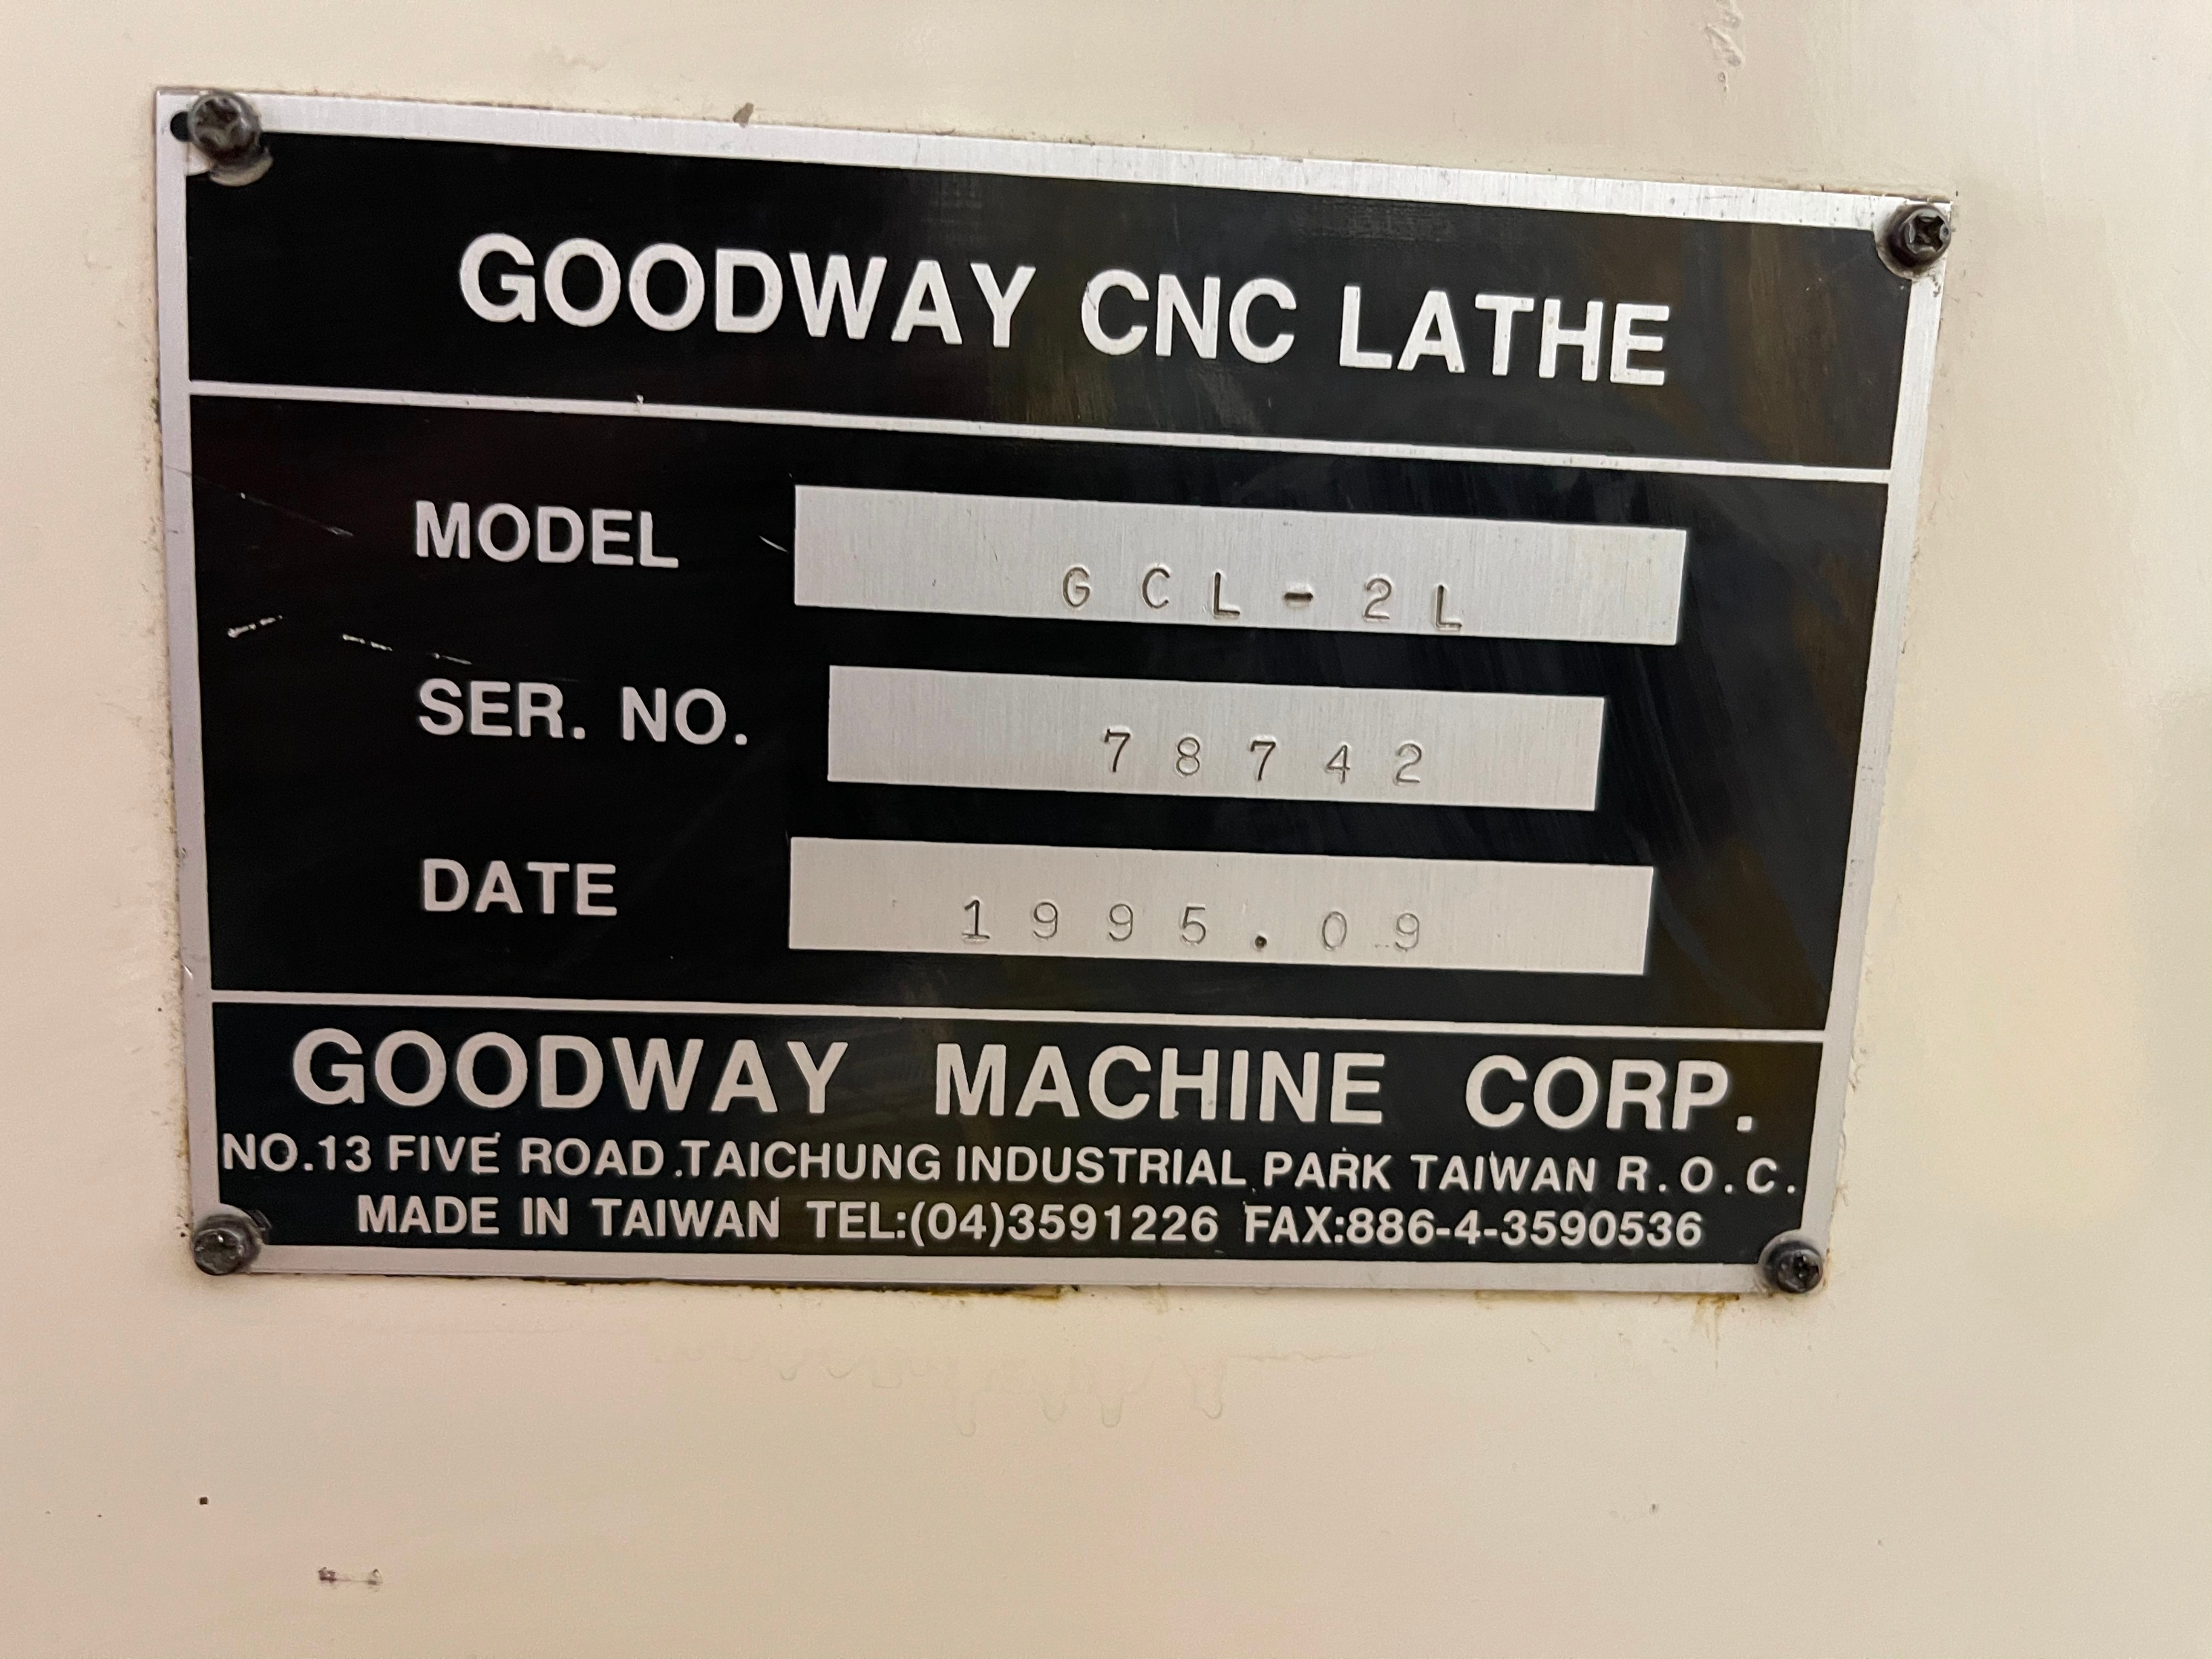 GOODWAY CNC LATHE
MODEL GCL-2L
SER. NO. 78742
DATE 1995.09
GOODWAY MACHINE CORP.
NO.13 FIVE ROAD.TAICHUNG INDUSTRIAL PARK TAIWAN R.O.C.
MADE IN TAIWAN TEL:(04)3591226 FAX:886-4-3590536